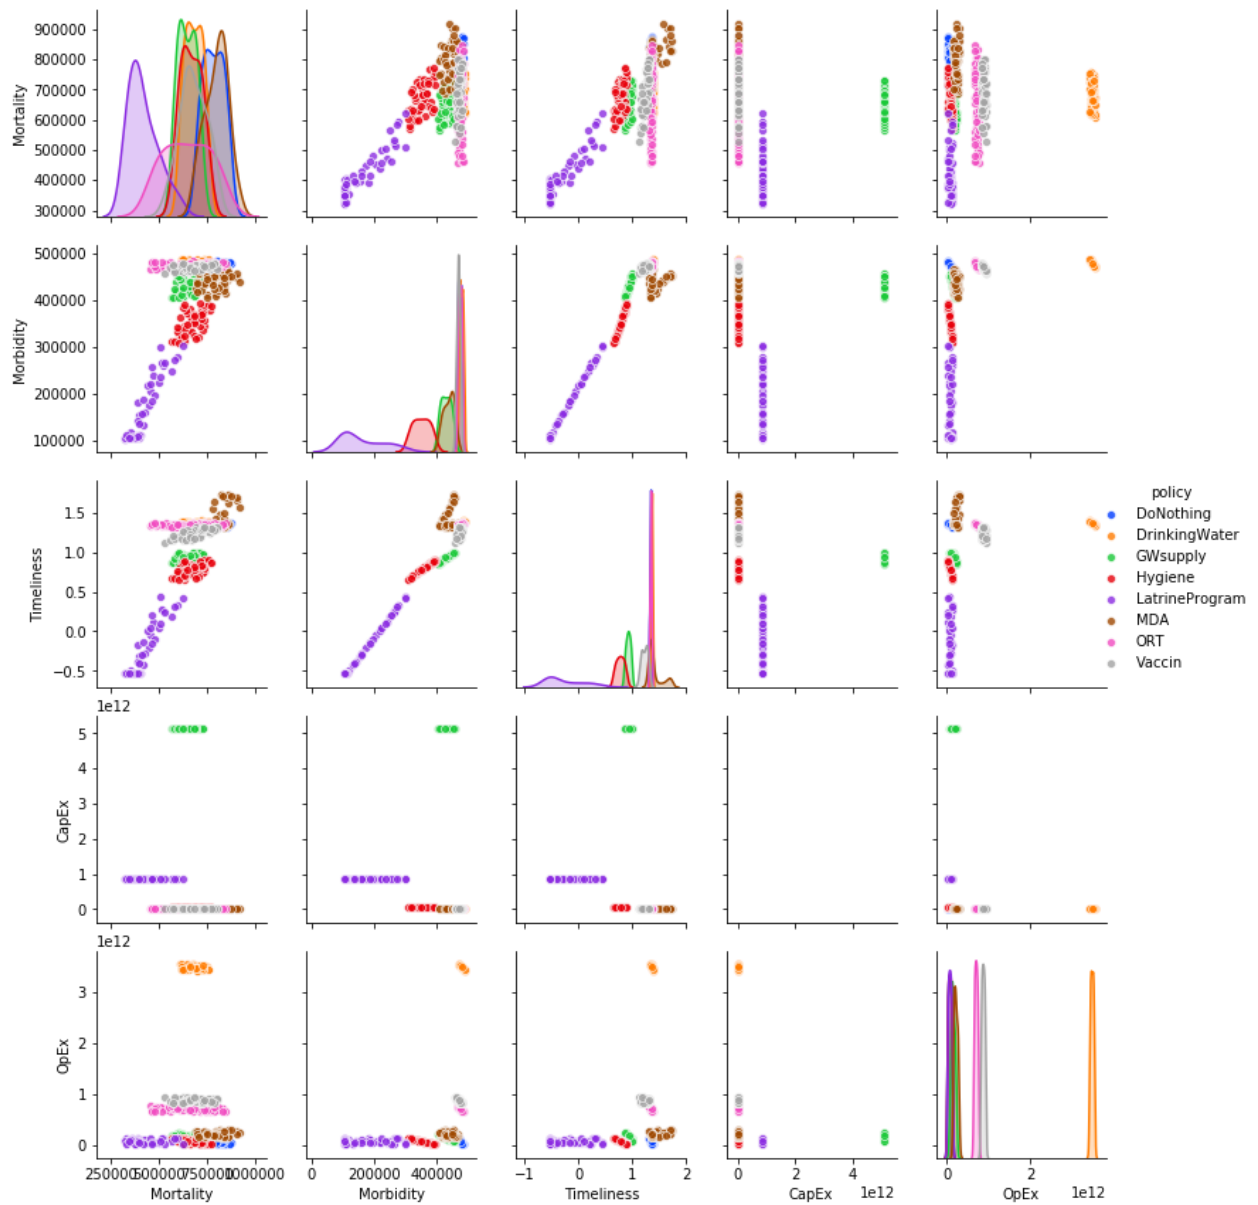 900000
800000
700000
600000
500000
400000
300000
Mortality
500000
400000
300000
200000
100000
Morbidity
1.5
1.0
0.5
0.0
−0.5
Timeliness
policy
DoNothing
DrinkingWater
GWsupply
Hygiene
LatrineProgram
MDA
ORT
Vaccin
1e12
5
4
3
2
1
0
CapEx
1e12
3
2
1
0
OpEx
250000 500000 750000 1000000
Mortality
0 200000 400000
Morbidity
−1 0 1 2
Timeliness
0 2 4
CapEx 1e12
0 2
OpEx 1e12